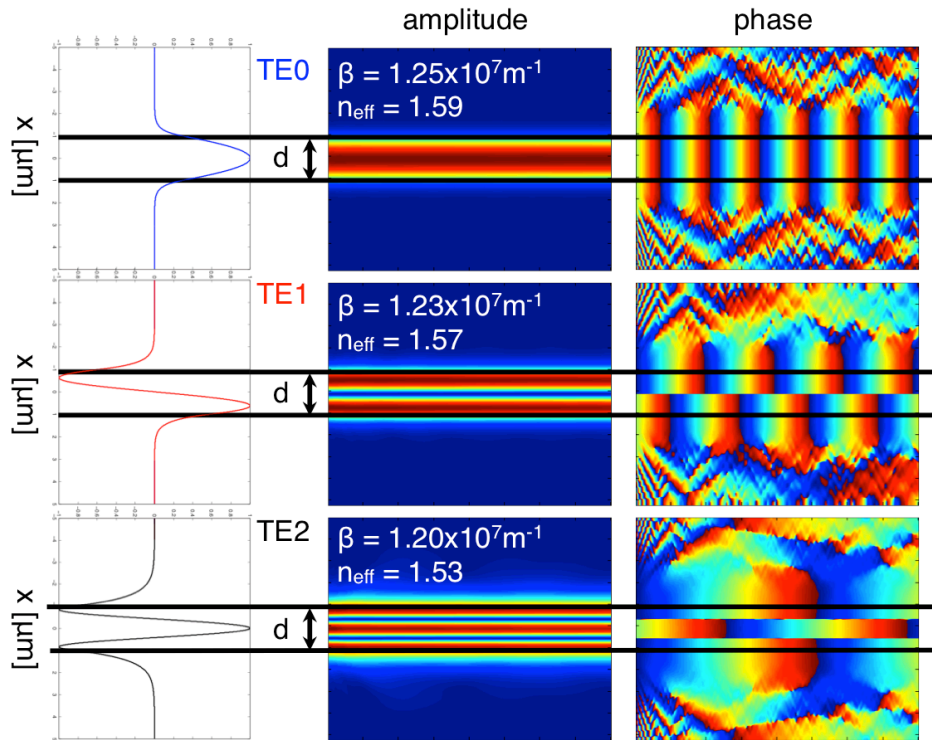 amplitude
phase
TE0
β = 1.25x10⁷m⁻¹
n_eff = 1.59
d
x [µm]
TE1
β = 1.23x10⁷m⁻¹
n_eff = 1.57
d
x [µm]
TE2
β = 1.20x10⁷m⁻¹
n_eff = 1.53
d
x [µm]